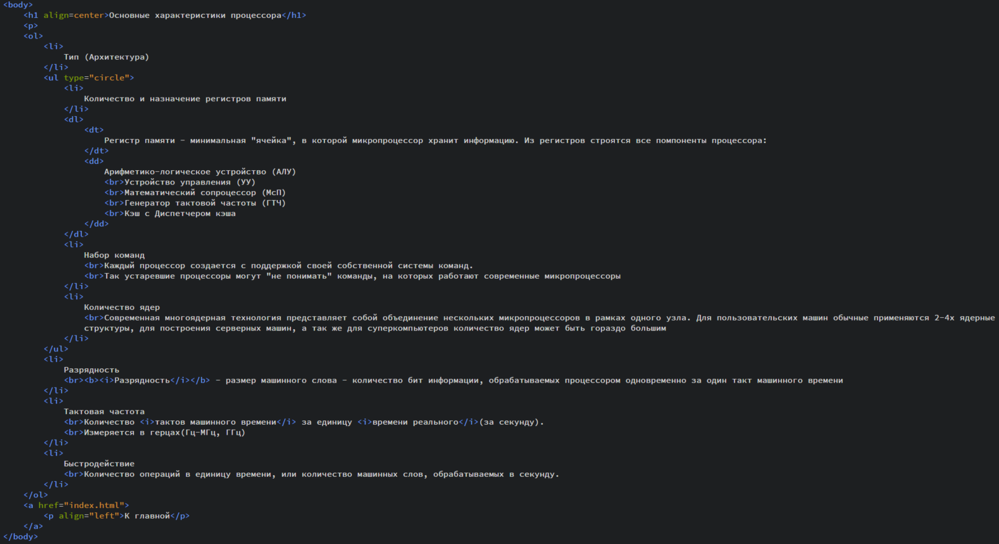 <body>
<h1 align=center>Основные характеристики процессора</h1>
<p>
<ol>
<li>
Тип (Архитектура)
</li>
<ul type="circle">
<li>
Количество и назначение регистров памяти
</li>
<dl>
<dt>
Регистр памяти - минимальная "ячейка", в которой микропроцессор хранит информацию. Из регистров строятся все помпоненты процессора:
</dt>
<dd>
Арифметико-логическое устройство (АЛУ)
<br>Устройство управления (УУ)
<br>Математический сопроцессор (МсП)
<br>Генератор тактовой частоты (ГТЧ)
<br>Кэш с Диспетчером кэша
</dd>
</dl>
<li>
Набор команд
<br>Каждый процессор создается с поддержкой своей собственной системы команд.
<br>Так устаревшие процессоры могут "не понимать" команды, на которых работают современные микропроцессоры
</li>
<li>
Количество ядер
<br>Современная многоядерная технология представляет собой объединение нескольких микропроцессоров в рамках одного узла. Для пользовательских машин обычные применяются 2-4х ядерные
структуры, для построения серверных машин, а так же для суперкомпьютеров количество ядер может быть гораздо большим
</li>
</ul>
<li>
Разрядность
<br><b><i>Разрядность</i></b> - размер машинного слова - количество бит информации, обрабатываемых процессором одновременно за один такт машинного времени
</li>
<li>
Тактовая частота
<br>Количество <i>тактов машинного времени</i> за единицу <i>времени реального</i>(за секунду).
<br>Измеряется в герцах(Гц-МГц, ГГц)
</li>
<li>
Быстродействие
<br>Количество операций в единицу времени, или количество машинных слов, обрабатываемых в секунду.
</li>
</ol>
<a href="index.html">
<p align="left">К главной</p>
</a>
</body>